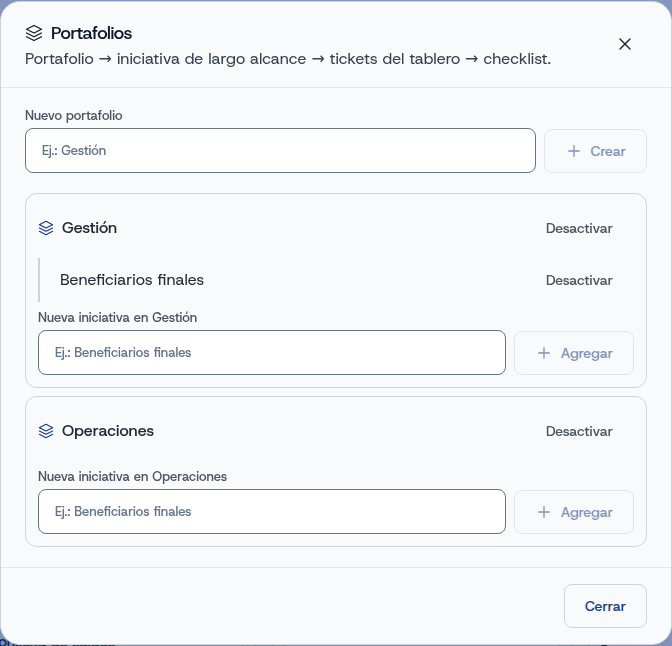 Portafolios
Portafolio → iniciativa de largo alcance → tickets del tablero → checklist.
Nuevo portafolio
Ej.: Gestión
Crear
Gestión
Desactivar
Beneficiarios finales
Desactivar
Nueva iniciativa en Gestión
Ej.: Beneficiarios finales
Agregar
Operaciones
Desactivar
Nueva iniciativa en Operaciones
Ej.: Beneficiarios finales
Agregar
Cerrar